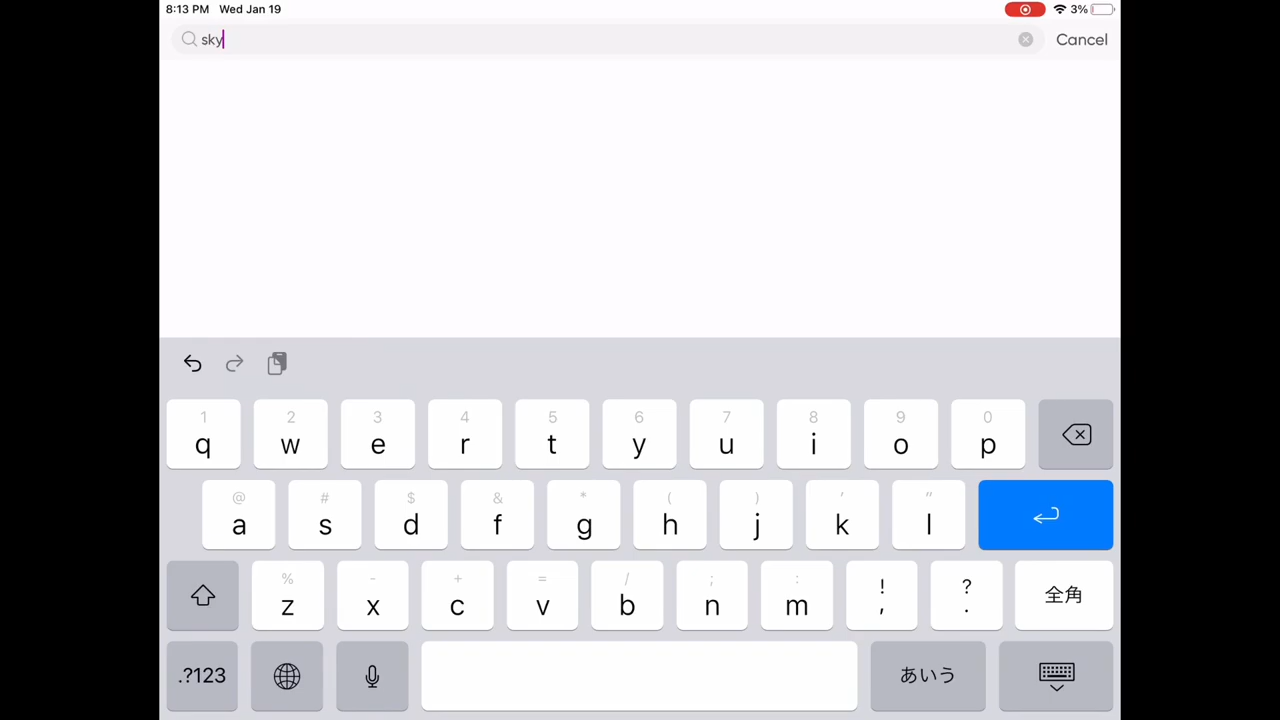 8:13 PM Wed Jan 19 3%
sky Cancel
1 2 3 4 5 6 7 8 9 0
q w e r t y u i o p
@ # $ & * ( ) ' "
a s d f g h j k l
% - + = / ; : ! ?
z x c v b n m , . 全角
.?123 あいう